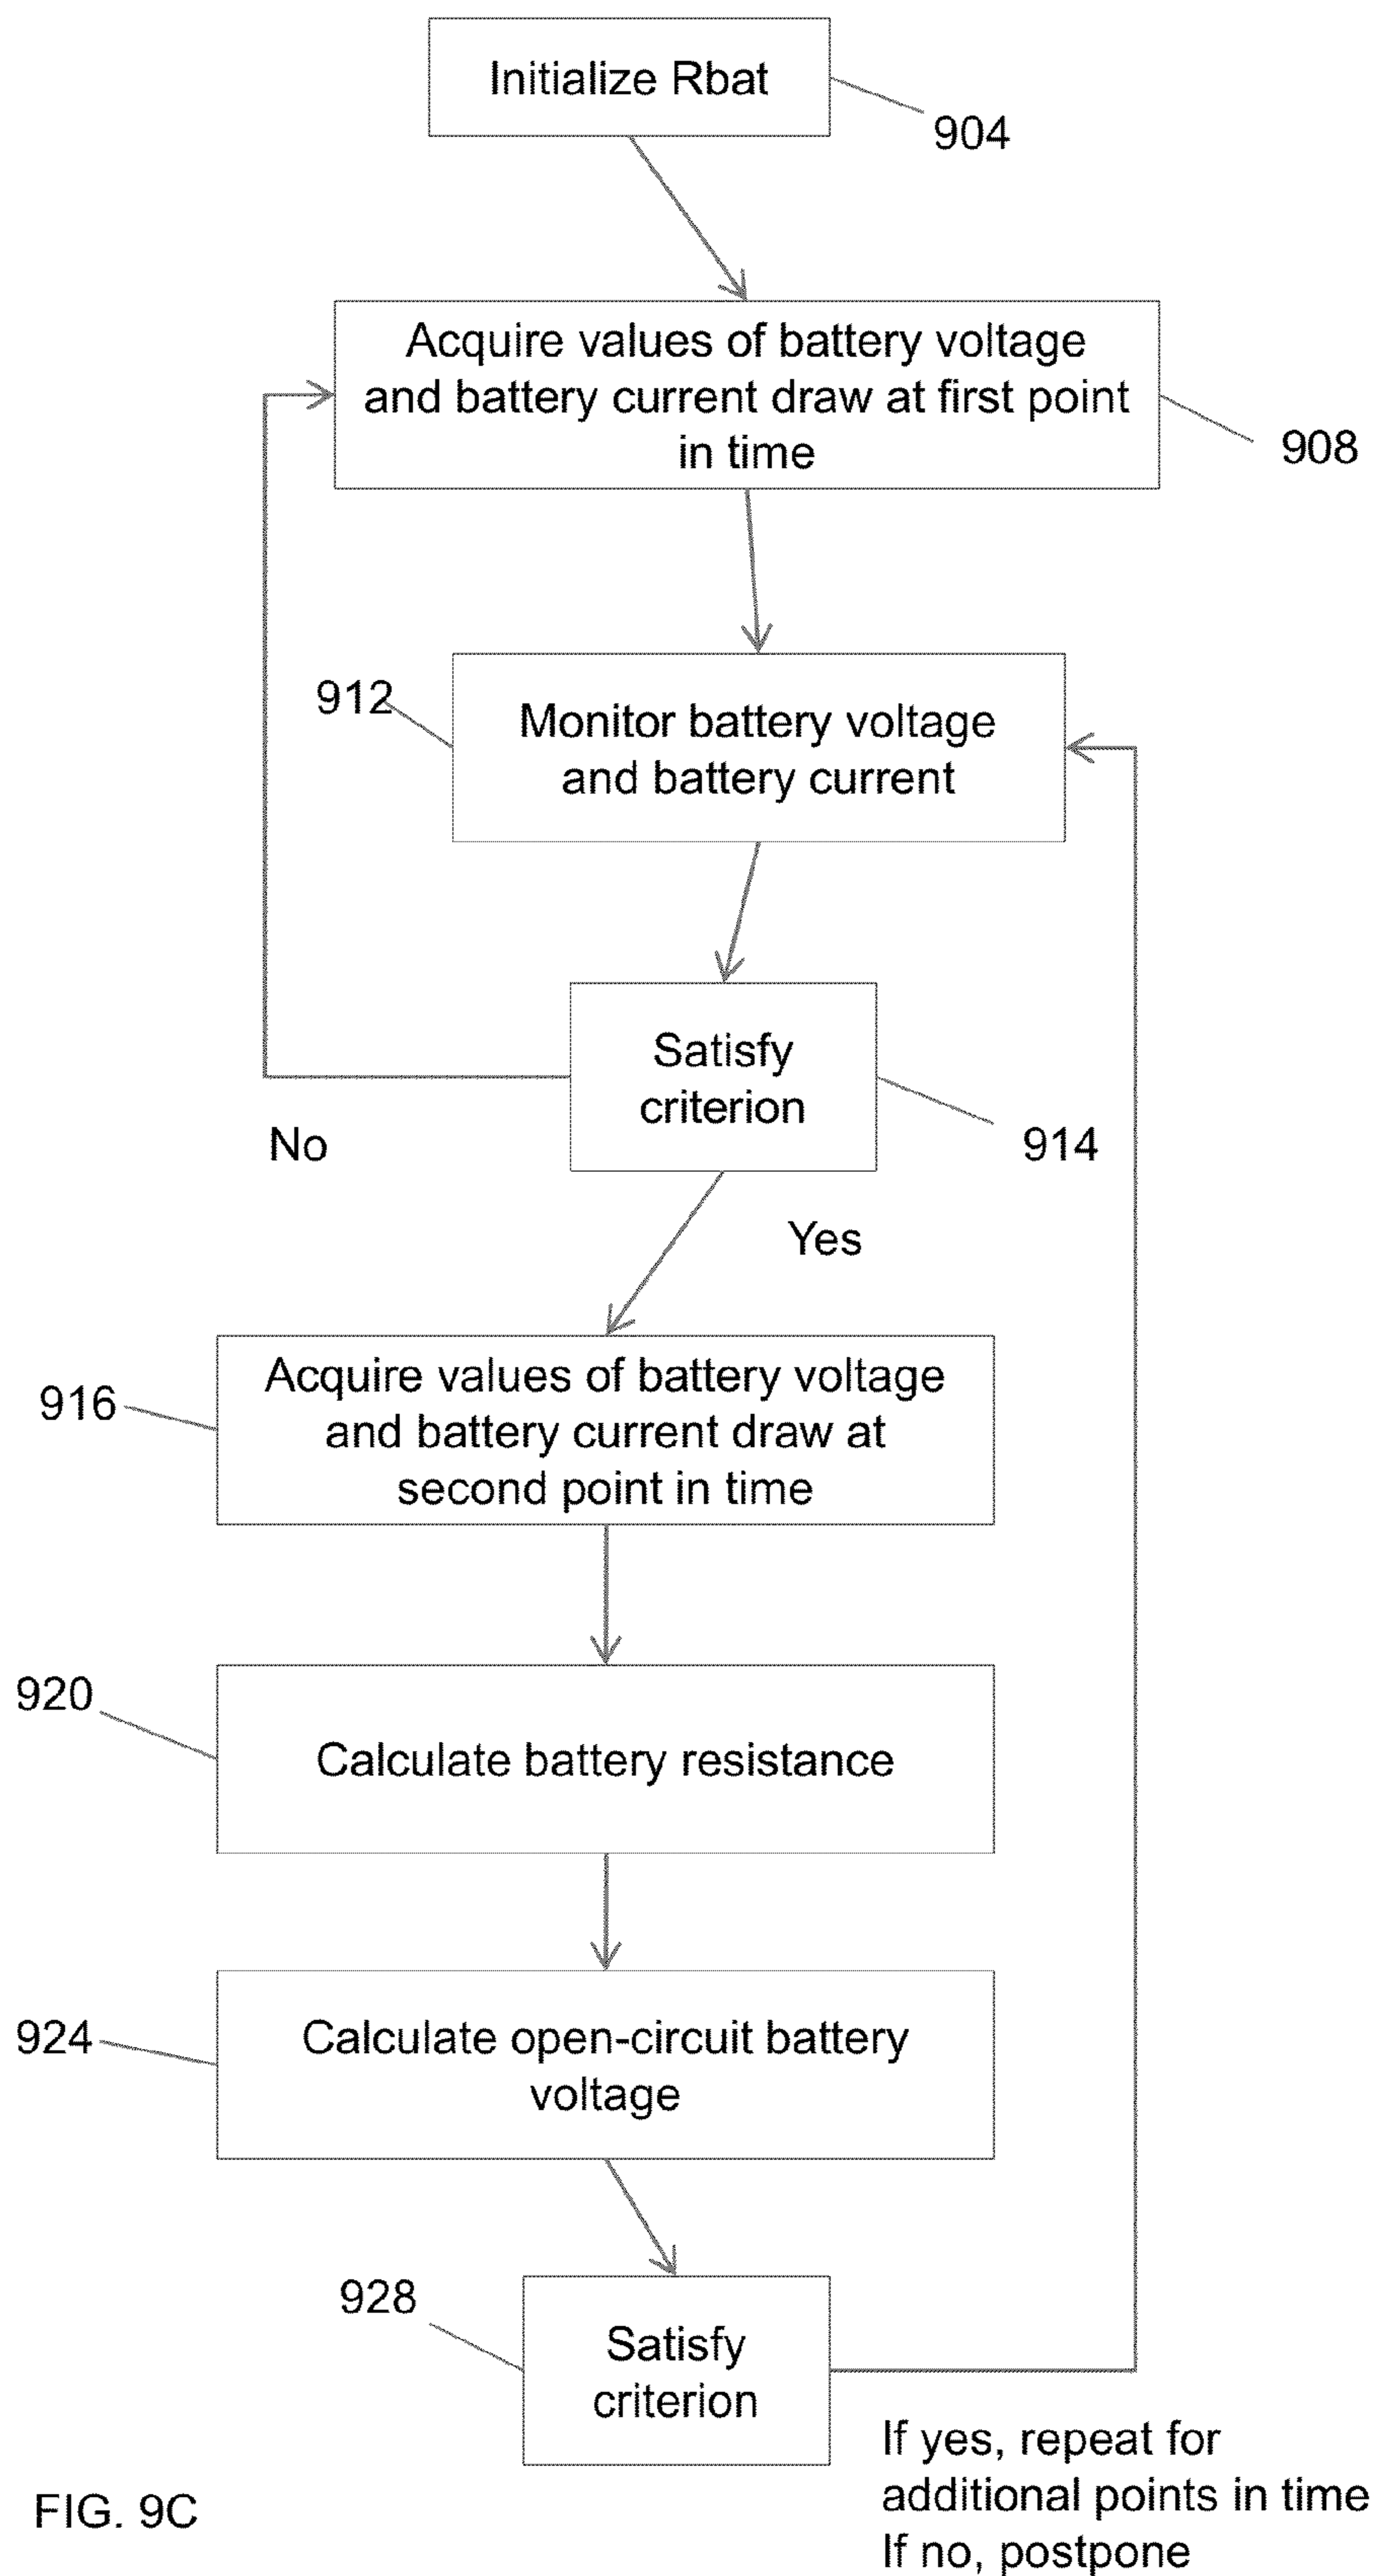 Initialize Rbat
904
Acquire values of battery voltage
and battery current draw at first point
in time
908
912
Monitor battery voltage
and battery current
Satisfy
criterion
914
No
Yes
916
Acquire values of battery voltage
and battery current draw at
second point in time
920
Calculate battery resistance
924
Calculate open-circuit battery
voltage
928
Satisfy
criterion
If yes, repeat for
additional points in time
If no, postpone
FIG. 9C